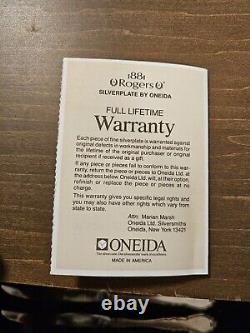 1881
Rogers
SILVERPLATE BY ONEIDA
FULL LIFETIME
Warranty
Each piece of fine silverplate is warranted against
original defects in workmanship and materials for
the lifetime of the original purchaser or original
recipient if received as a gift.
If any piece or pieces fail to conform to this war-
ranty, return the piece or pieces to Oneida Ltd. at
the address below. Oneida Ltd. will, at their option,
refinish or replace the piece or pieces at no
charge.
This warranty gives you specific legal rights and
you may also have other rights which vary from
state to state.
Attn: Marian Marsh
Oneida Ltd. Silversmiths
Oneida, New York 13421
ONEIDA
MADE IN AMERICA